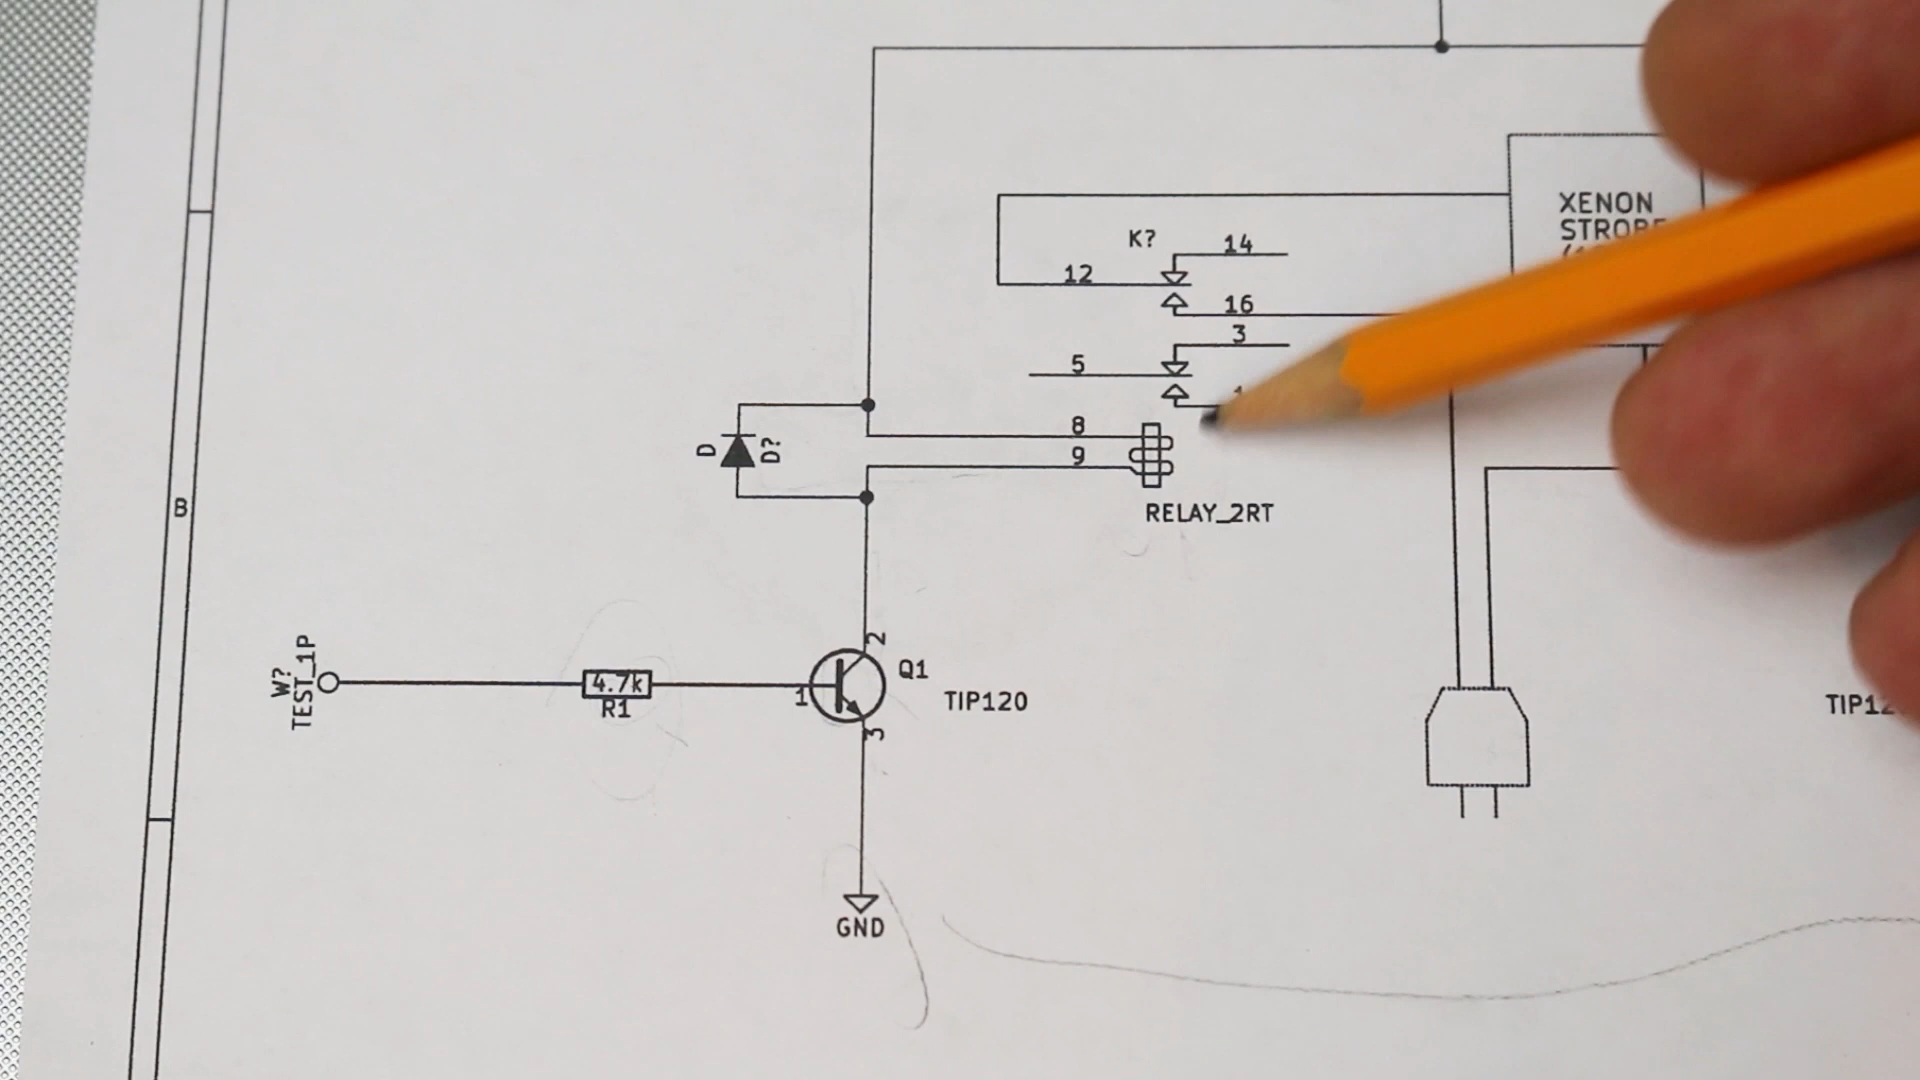 XENON
STROBE
K?
14
12
16
3
5
8
9
D
D?
RELAY_2RT
B
W?
TEST_1P
4.7k
R1
1
2
3
Q1
TIP120
GND